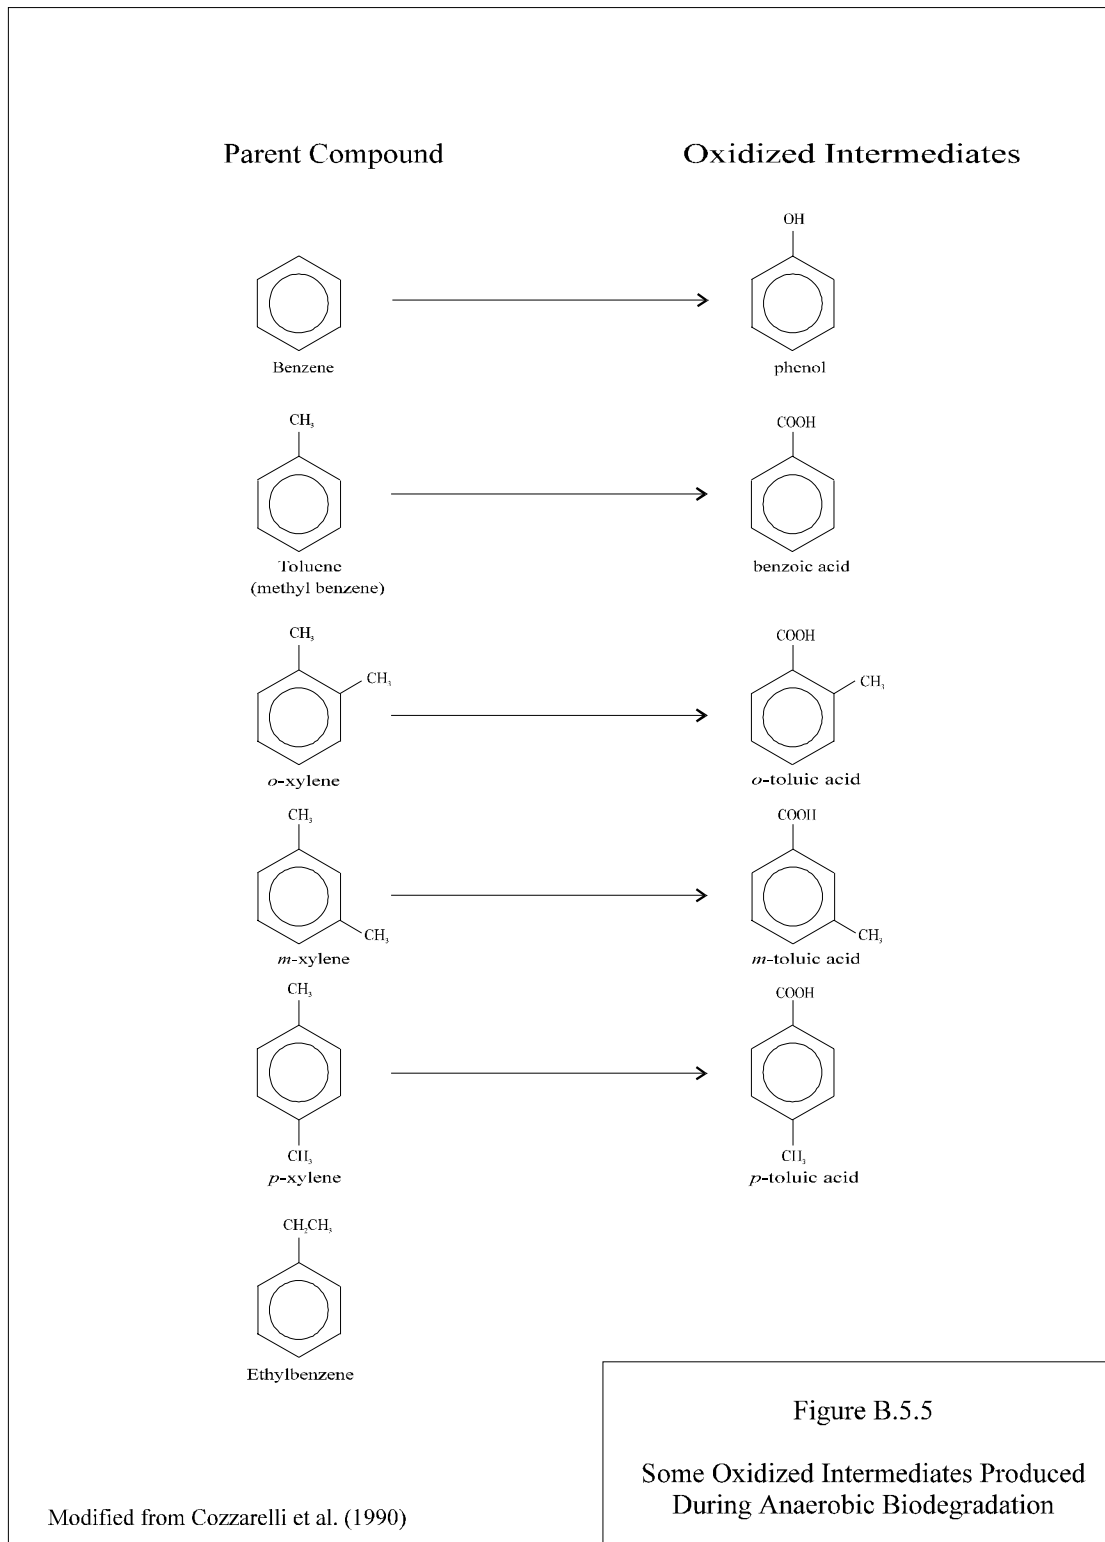 Parent Compound
Oxidized Intermediates
OH
Benzene
phenol
CH₃
COOH
Toluene
(methyl benzene)
benzoic acid
CH₃
CH₃
COOH
CH₃
o-xylene
o-toluic acid
CH₃
CH₃
COOH
CH₃
m-xylene
m-toluic acid
CH₃
COOH
CH₃
CH₃
p-xylene
p-toluic acid
CH₂CH₃
Ethylbenzene
Figure B.5.5
Some Oxidized Intermediates Produced
During Anaerobic Biodegradation
Modified from Cozzarelli et al. (1990)